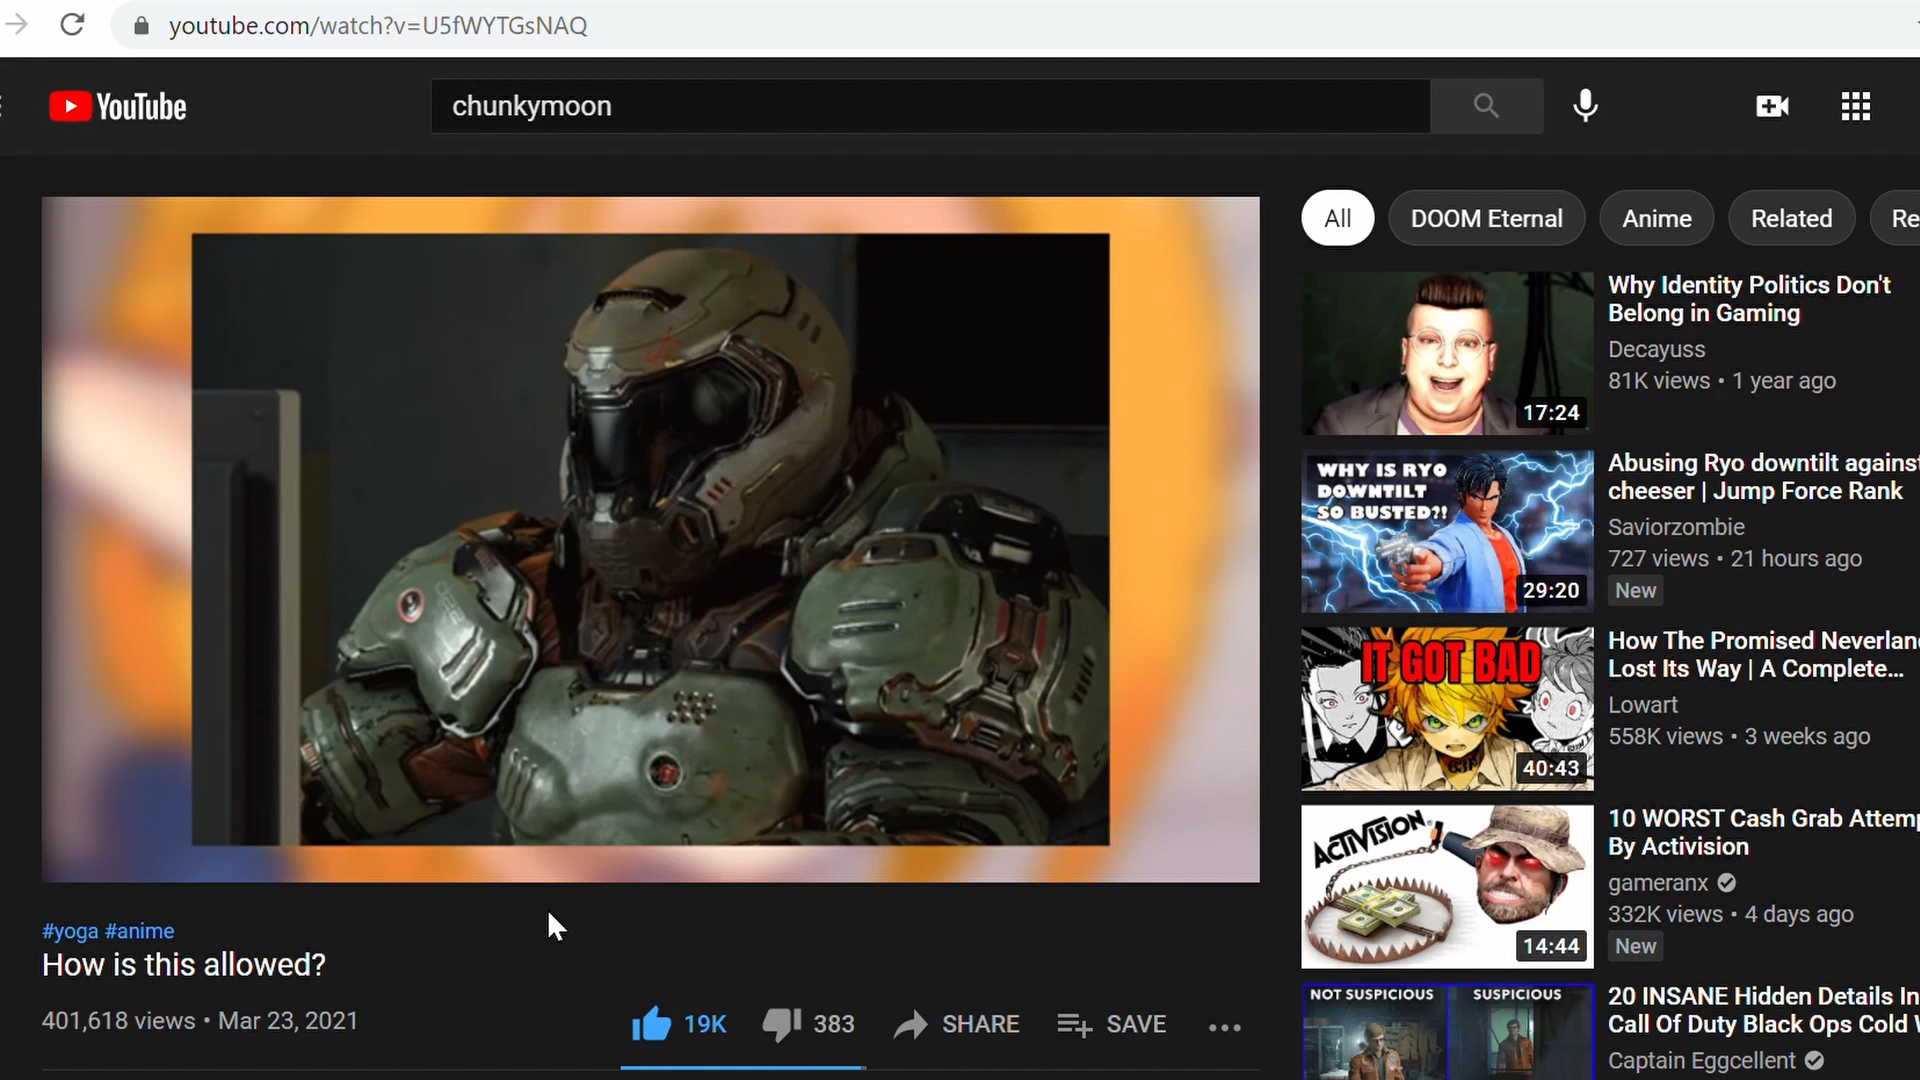 youtube.com/watch?v=U5fWYTGsNAQ
YouTube
chunkymoon
All
DOOM Eternal
Anime
Related
Re
Why Identity Politics Don't
Belong in Gaming
Decayuss
81K views • 1 year ago
17:24
WHY IS RYO
DOWNTILT
SO BUSTED?!
29:20
Abusing Ryo downtilt against
cheeser | Jump Force Rank
Saviorzombie
727 views • 21 hours ago
New
IT GOT BAD
40:43
How The Promised Neverlan
Lost Its Way | A Complete...
Lowart
558K views • 3 weeks ago
ACTIVISION
14:44
10 WORST Cash Grab Attemp
By Activision
gameranx
332K views • 4 days ago
New
NOT SUSPICIOUS
SUSPICIOUS
20 INSANE Hidden Details In
Call Of Duty Black Ops Cold W
Captain Eggcellent
#yoga #anime
How is this allowed?
401,618 views • Mar 23, 2021
19K
383
SHARE
SAVE